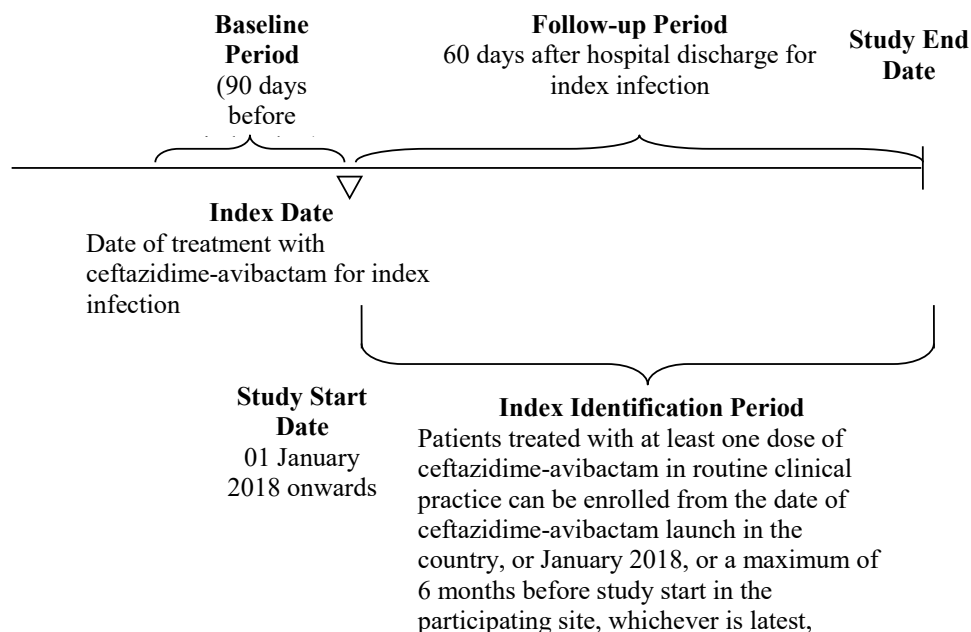 Baseline
Period
(90 days
before
Follow-up Period
60 days after hospital discharge for
index infection
Study End
Date
Index Date
Date of treatment with
ceftazidime-avibactam for index
infection
Study Start
Date
01 January
2018 onwards
Index Identification Period
Patients treated with at least one dose of
ceftazidime-avibactam in routine clinical
practice can be enrolled from the date of
ceftazidime-avibactam launch in the
country, or January 2018, or a maximum of
6 months before study start in the
participating site, whichever is latest,